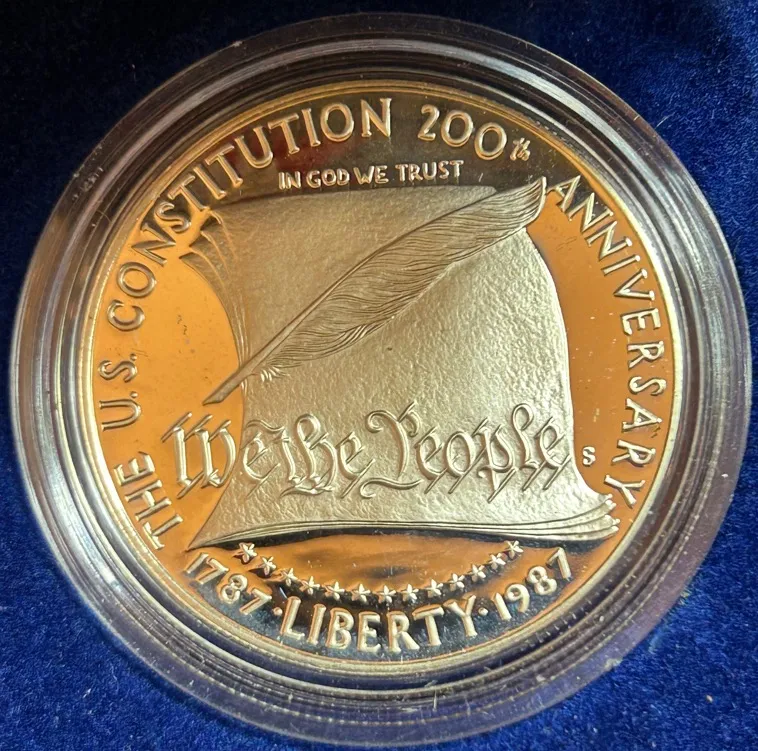 THE U.S. CONSTITUTION 200th ANNIVERSARY
IN GOD WE TRUST
We the People
S
1787·LIBERTY·1987